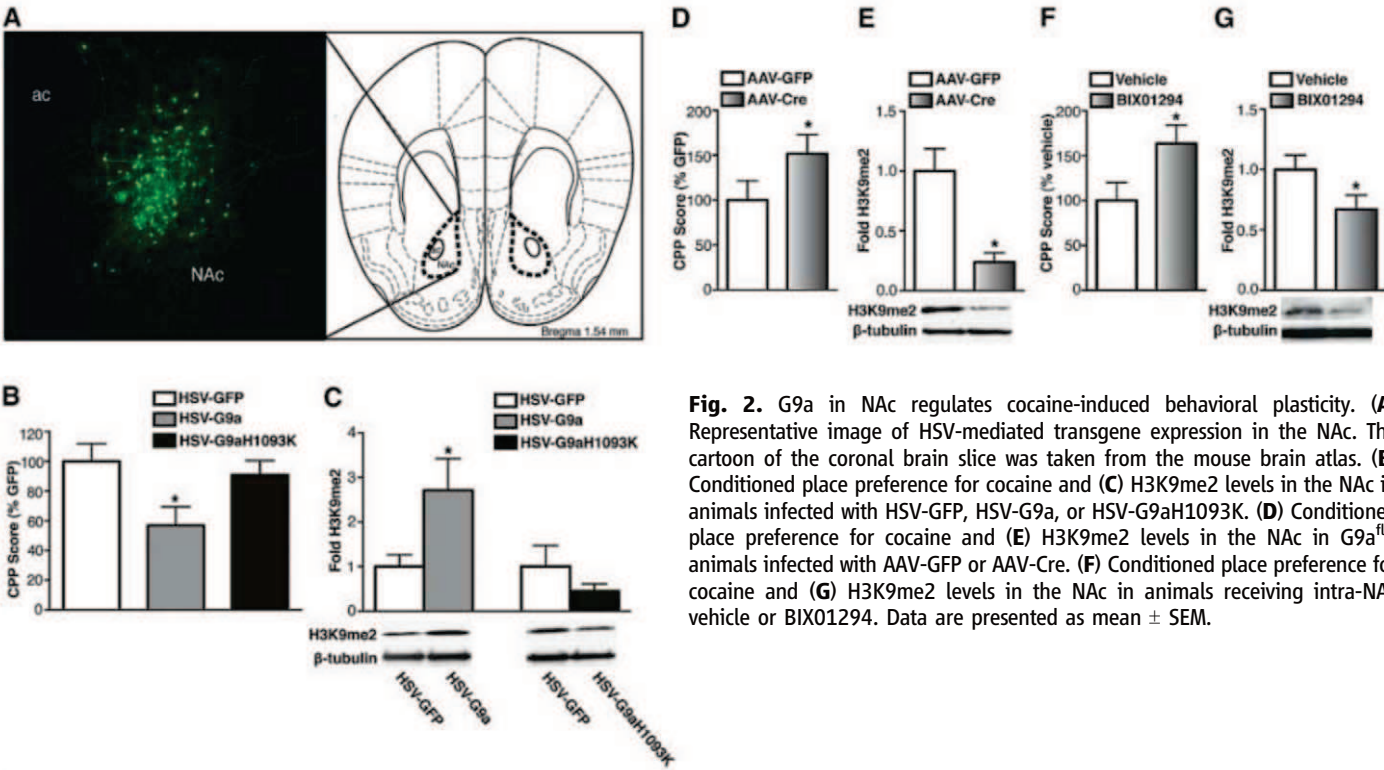 A
ac
NAc
ac
NAc
Bregma 1.54 mm
B
HSV-GFP
HSV-G9a
HSV-G9aH1093K
CPP Score (% GFP)
120
100
80
60
40
20
0
*
C
HSV-GFP
HSV-G9a
HSV-G9aH1093K
Fold H3K9me2
4
3
2
1
0
*
H3K9me2
β-tubulin
HSV-GFP
HSV-G9a
HSV-GFP
HSV-G9aH1093K
D
AAV-GFP
AAV-Cre
CPP Score (% GFP)
200
150
100
50
0
*
E
AAV-GFP
AAV-Cre
Fold H3K9me2
1.5
1.0
0.5
0.0
*
H3K9me2
β-tubulin
F
Vehicle
BIX01294
CPP Score (% vehicle)
200
150
100
50
0
*
G
Vehicle
BIX01294
Fold H3K9me2
1.5
1.0
0.5
0.0
*
H3K9me2
β-tubulin
Fig. 2. G9a in NAc regulates cocaine-induced behavioral plasticity. (A
Representative image of HSV-mediated transgene expression in the NAc. Th
cartoon of the coronal brain slice was taken from the mouse brain atlas. (B
Conditioned place preference for cocaine and (C) H3K9me2 levels in the NAc i
animals infected with HSV-GFP, HSV-G9a, or HSV-G9aH1093K. (D) Conditione
place preference for cocaine and (E) H3K9me2 levels in the NAc in G9afl
animals infected with AAV-GFP or AAV-Cre. (F) Conditioned place preference fo
cocaine and (G) H3K9me2 levels in the NAc in animals receiving intra-NA
vehicle or BIX01294. Data are presented as mean ± SEM.